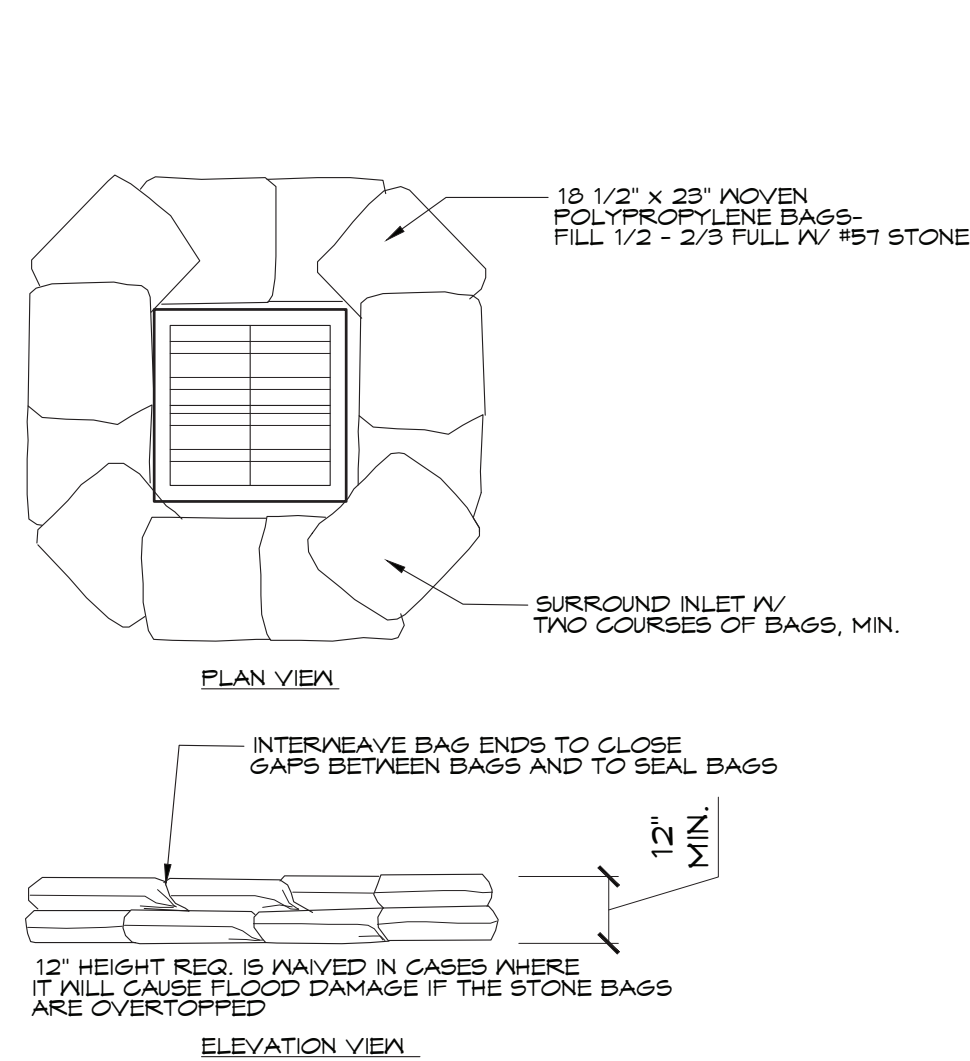 18 1/2" x 23" WOVEN
POLYPROPYLENE BAGS-
FILL 1/2 - 2/3 FULL W/ #57 STONE
SURROUND INLET W/
TWO COURSES OF BAGS, MIN.
PLAN VIEW
INTERWEAVE BAG ENDS TO CLOSE
GAPS BETWEEN BAGS AND TO SEAL BAGS
12"
MIN.
12" HEIGHT REQ. IS WAIVED IN CASES WHERE
IT WILL CAUSE FLOOD DAMAGE IF THE STONE BAGS
ARE OVERTOPPED
ELEVATION VIEW